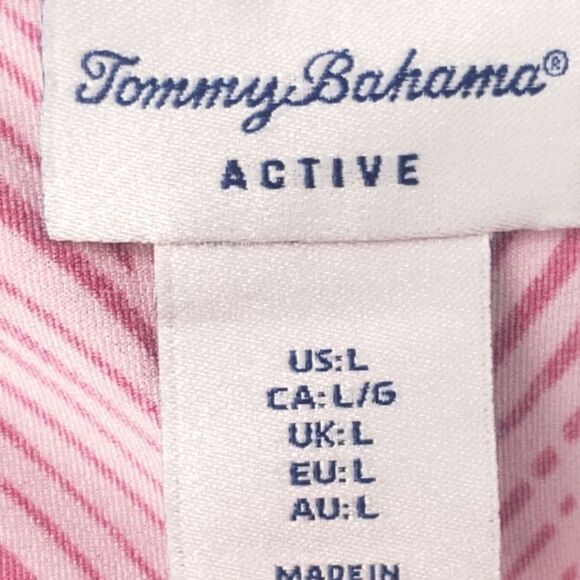 Tommy Bahama®
ACTIVE
US:L
CA:L/G
UK:L
EU:L
AU:L
MADE IN